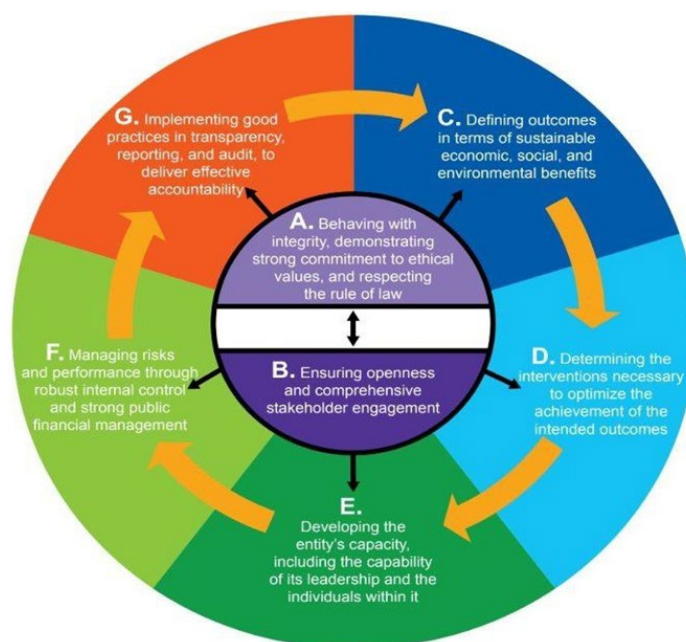 A. Behaving with
integrity, demonstrating
strong commitment to ethical
values, and respecting
the rule of law
B. Ensuring openness
and comprehensive
stakeholder engagement
C. Defining outcomes
in terms of sustainable
economic, social, and
environmental benefits
D. Determining the
interventions necessary
to optimize the
achievement of the
intended outcomes
E.
Developing the
entity's capacity,
including the capability
of its leadership and the
individuals within it
F. Managing risks
and performance through
robust internal control
and strong public
financial management
G. Implementing good
practices in transparency,
reporting, and audit, to
deliver effective
accountability